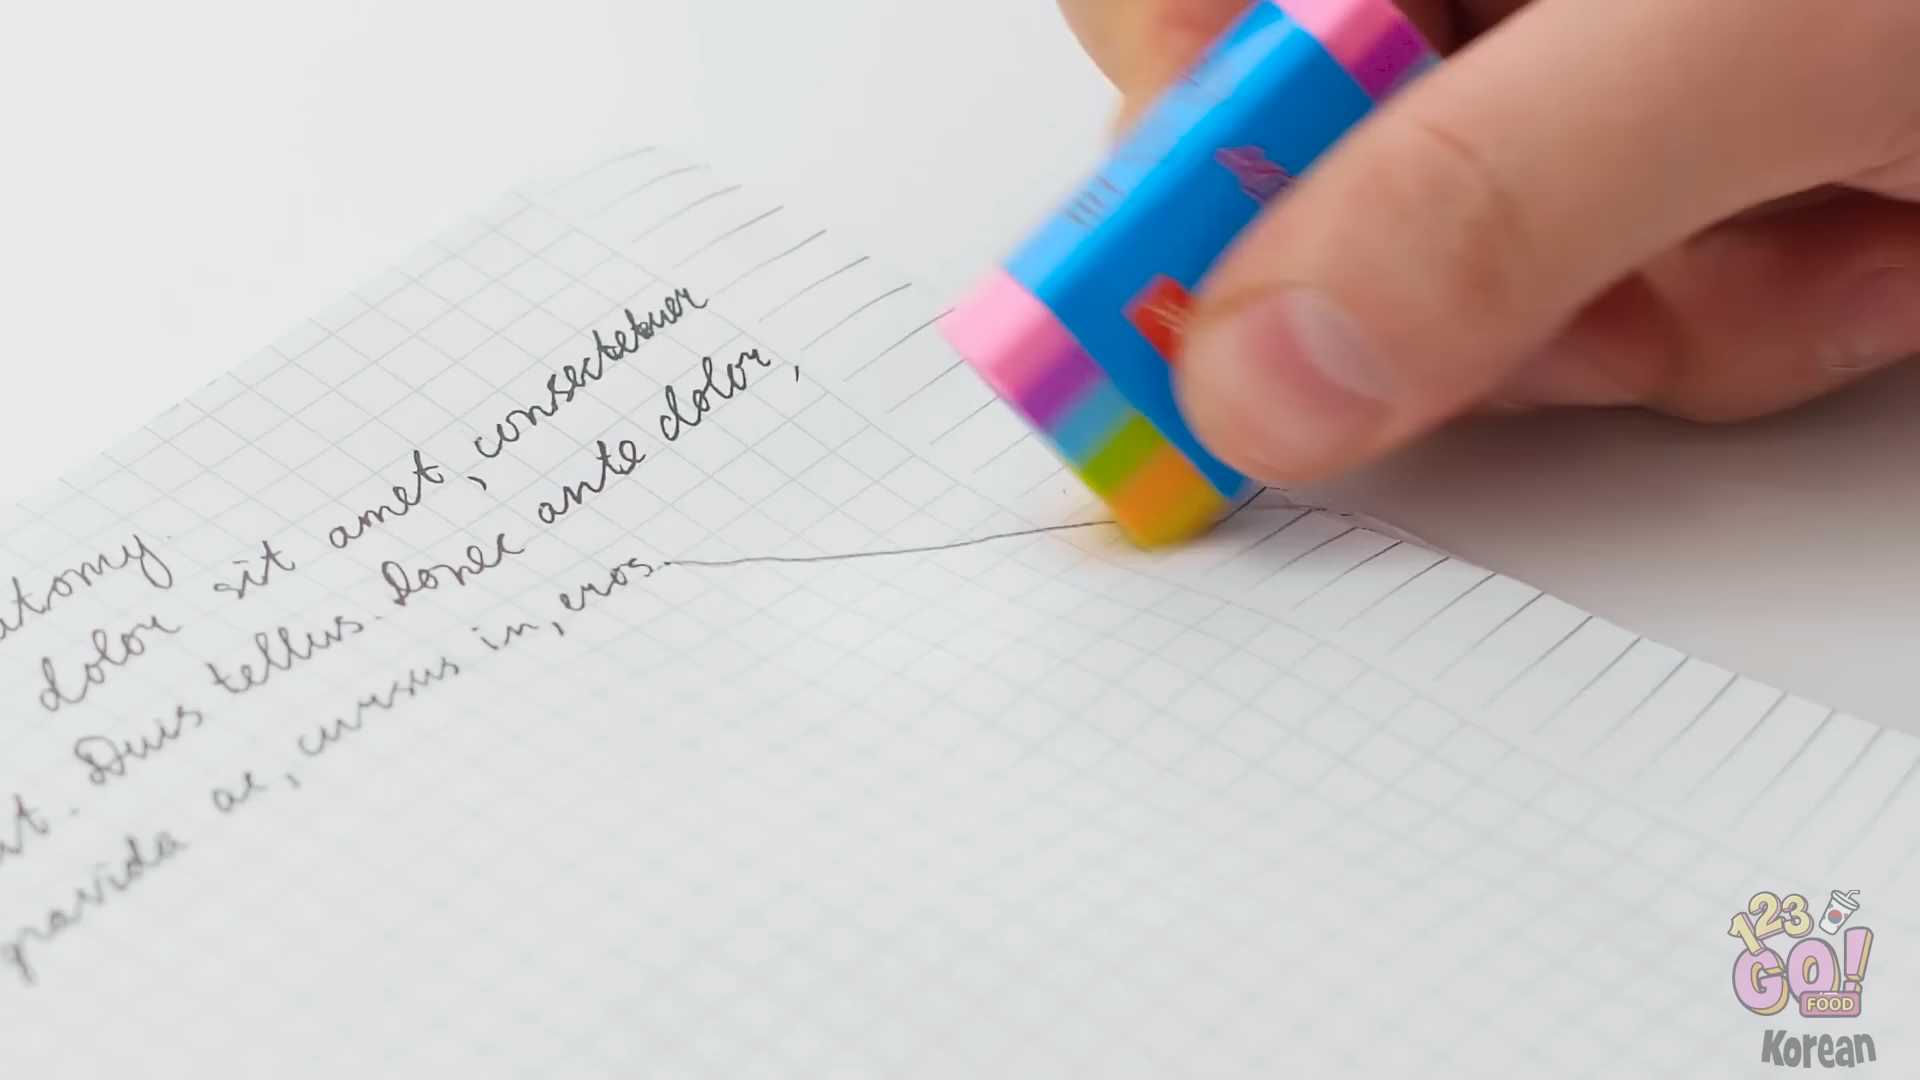 atomy.
dolor sit amet, consectetuer
at. Duis tellus. Donec ante dolor,
gravida ac, cursus in, eros.
123
GO!
FOOD
Korean